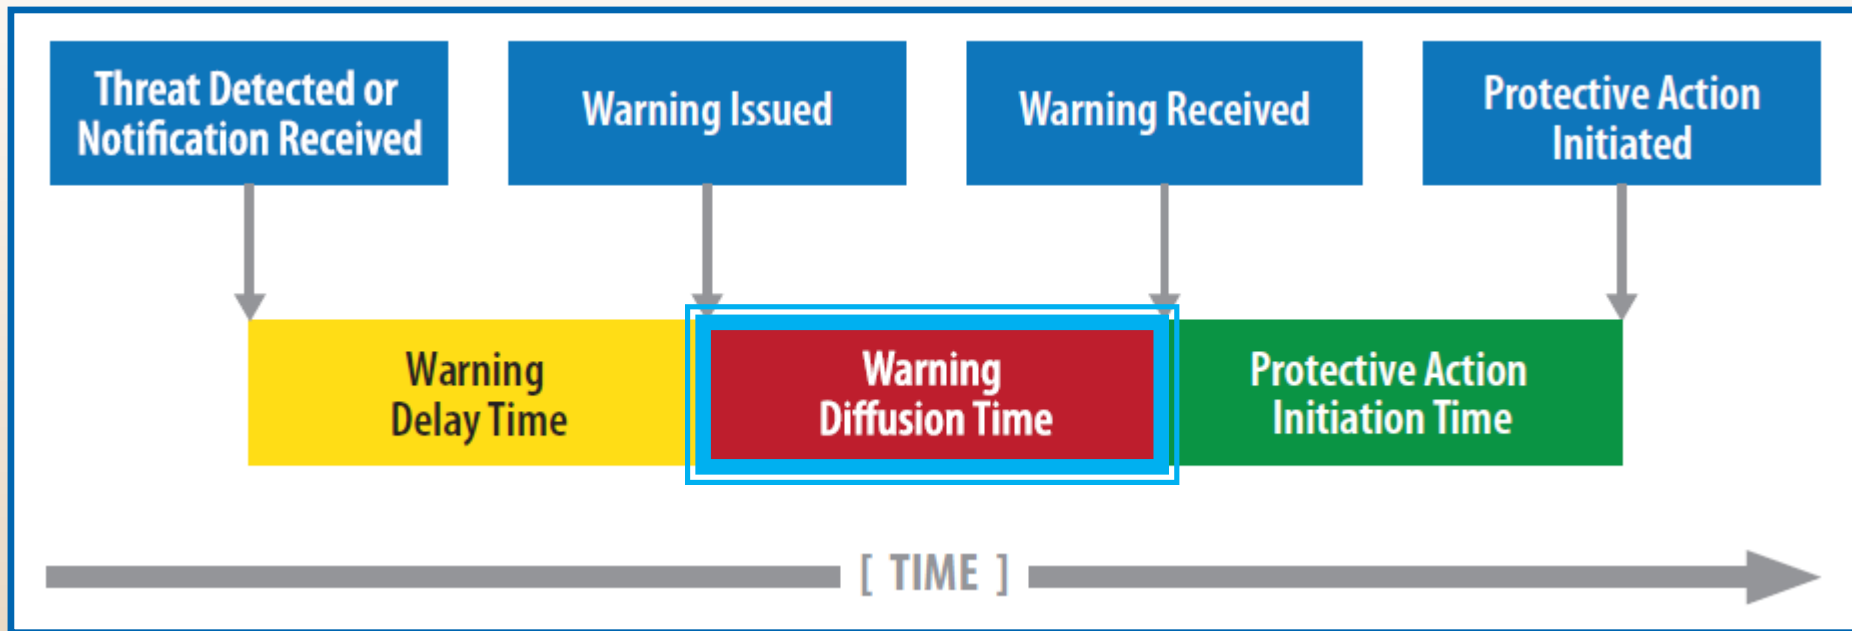 Threat Detected or
Notification Received
Warning Issued
Warning Received
Protective Action
Initiated
Warning
Delay Time
Warning
Diffusion Time
Protective Action
Initiation Time
[ TIME ]